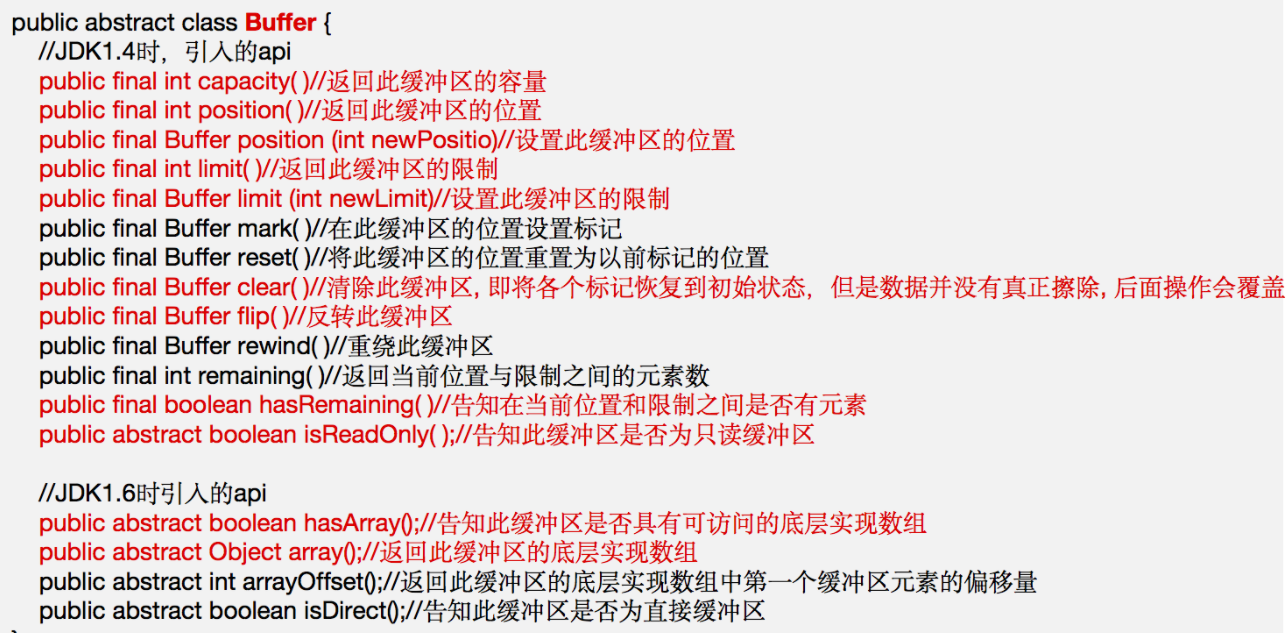 public abstract class Buffer {
//JDK1.4时，引入的api
public final int capacity( )//返回此缓冲区的容量
public final int position( )//返回此缓冲区的位置
public final Buffer position (int newPositio)//设置此缓冲区的位置
public final int limit( )//返回此缓冲区的限制
public final Buffer limit (int newLimit)//设置此缓冲区的限制
public final Buffer mark( )//在此缓冲区的位置设置标记
public final Buffer reset( )//将此缓冲区的位置重置为以前标记的位置
public final Buffer clear( )//清除此缓冲区, 即将各个标记恢复到初始状态，但是数据并没有真正擦除, 后面操作会覆盖
public final Buffer flip( )//反转此缓冲区
public final Buffer rewind( )//重绕此缓冲区
public final int remaining( )//返回当前位置与限制之间的元素数
public final boolean hasRemaining( )//告知在当前位置和限制之间是否有元素
public abstract boolean isReadOnly( );//告知此缓冲区是否为只读缓冲区
//JDK1.6时引入的api
public abstract boolean hasArray();//告知此缓冲区是否具有可访问的底层实现数组
public abstract Object array();//返回此缓冲区的底层实现数组
public abstract int arrayOffset();//返回此缓冲区的底层实现数组中第一个缓冲区元素的偏移量
public abstract boolean isDirect();//告知此缓冲区是否为直接缓冲区
}